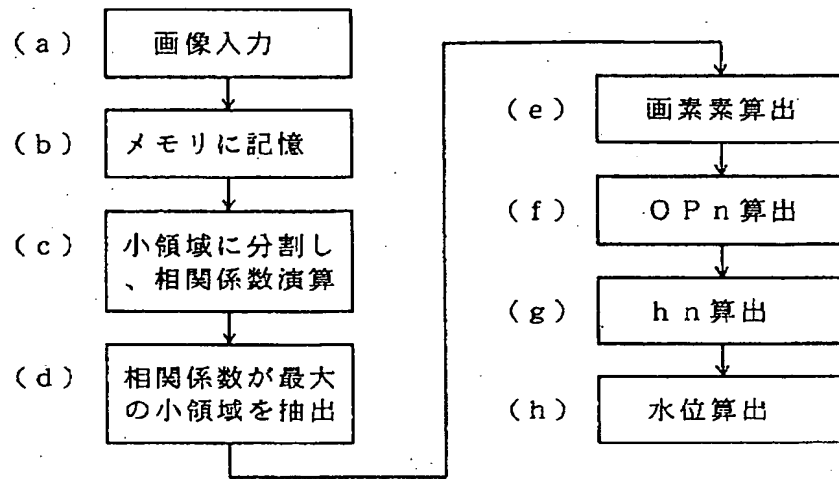 (a) 画像入力
(b) メモリに記憶
(c) 小領域に分割し
、相関係数演算
(d) 相関係数が最大
の小領域を抽出
(e) 画素素算出
(f) OPn算出
(g) hn算出
(h) 水位算出